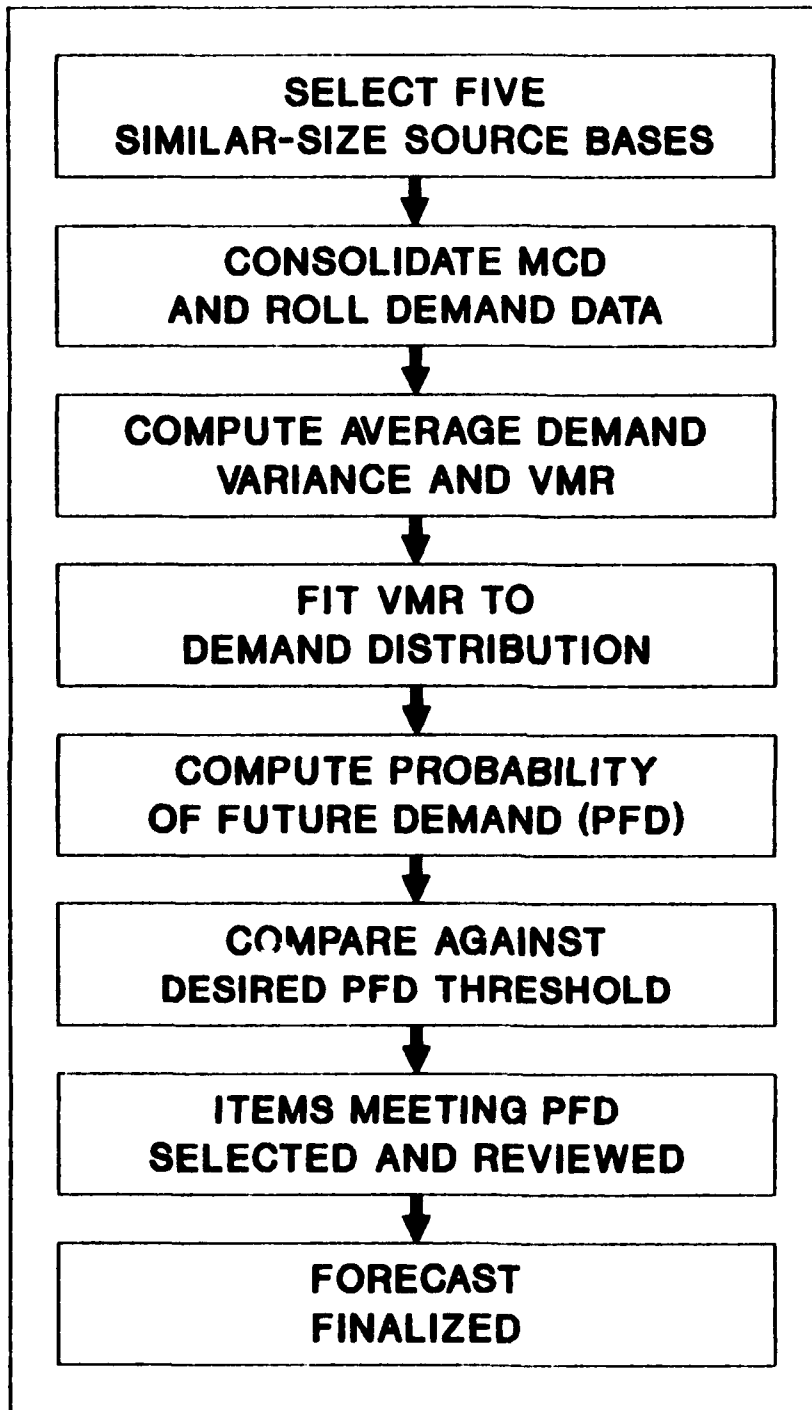 SELECT FIVE
SIMILAR-SIZE SOURCE BASES
CONSOLIDATE MCD
AND ROLL DEMAND DATA
COMPUTE AVERAGE DEMAND
VARIANCE AND VMR
FIT VMR TO
DEMAND DISTRIBUTION
COMPUTE PROBABILITY
OF FUTURE DEMAND (PFD)
COMPARE AGAINST
DESIRED PFD THRESHOLD
ITEMS MEETING PFD
SELECTED AND REVIEWED
FORECAST
FINALIZED